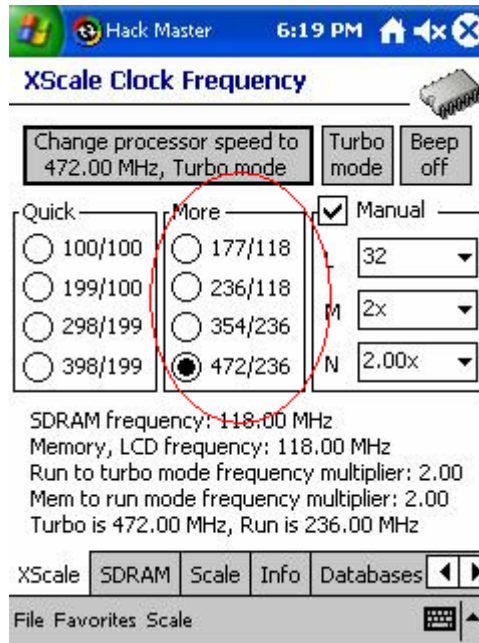 Hack Master 6:19 PM
XScale Clock Frequency
Change processor speed to
472.00 MHz, Turbo mode
Turbo
mode
Beep
off
Quick
100/100
199/100
298/199
398/199
More
177/118
236/118
354/236
472/236
Manual
L 32
M 2x
N 2.00x
SDRAM frequency: 118.00 MHz
Memory, LCD frequency: 118.00 MHz
Run to turbo mode frequency multiplier: 2.00
Mem to run mode frequency multiplier: 2.00
Turbo is 472.00 MHz, Run is 236.00 MHz
XScale SDRAM Scale Info Databases
File Favorites Scale